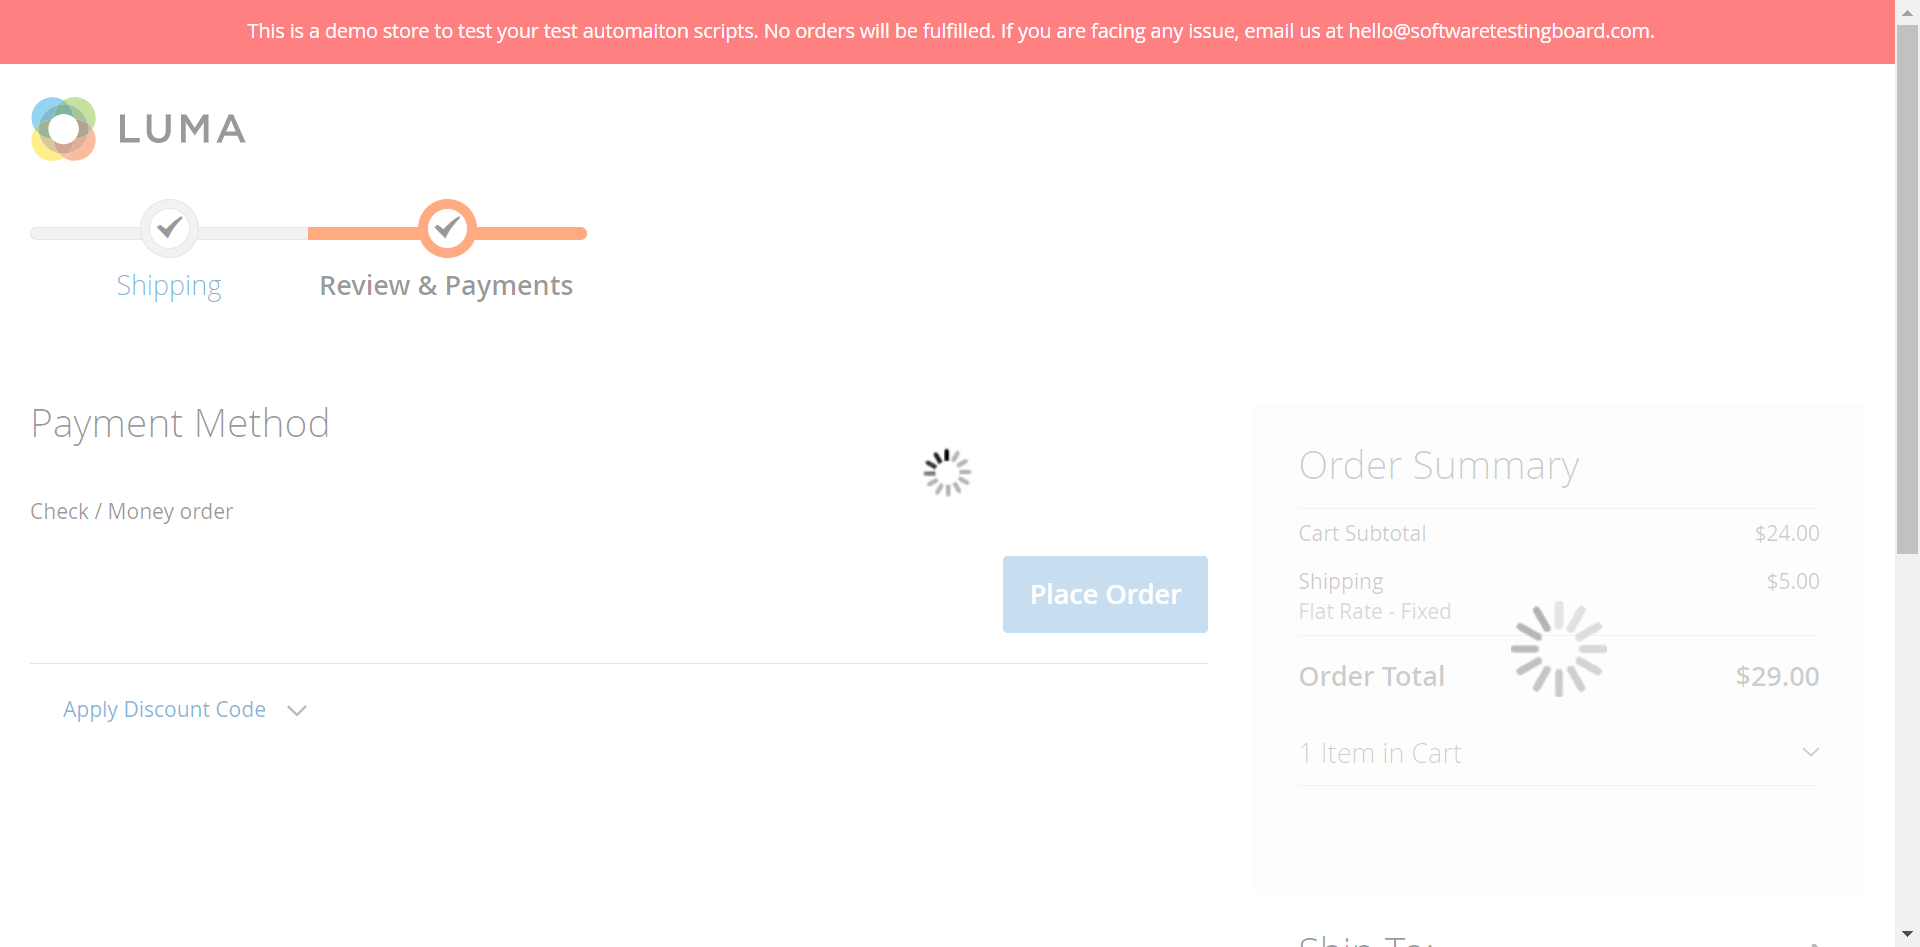 This is a demo store to test your test automaiton scripts. No orders will be fulfilled. If you are facing any issue, email us at hello@softwaretestingboard.com.
LUMA
Shipping
Review & Payments
Payment Method
Check / Money order
Place Order
Apply Discount Code
Order Summary
Cart Subtotal $24.00
Shipping $5.00
Flat Rate - Fixed
Order Total $29.00
1 Item in Cart
Ship To: